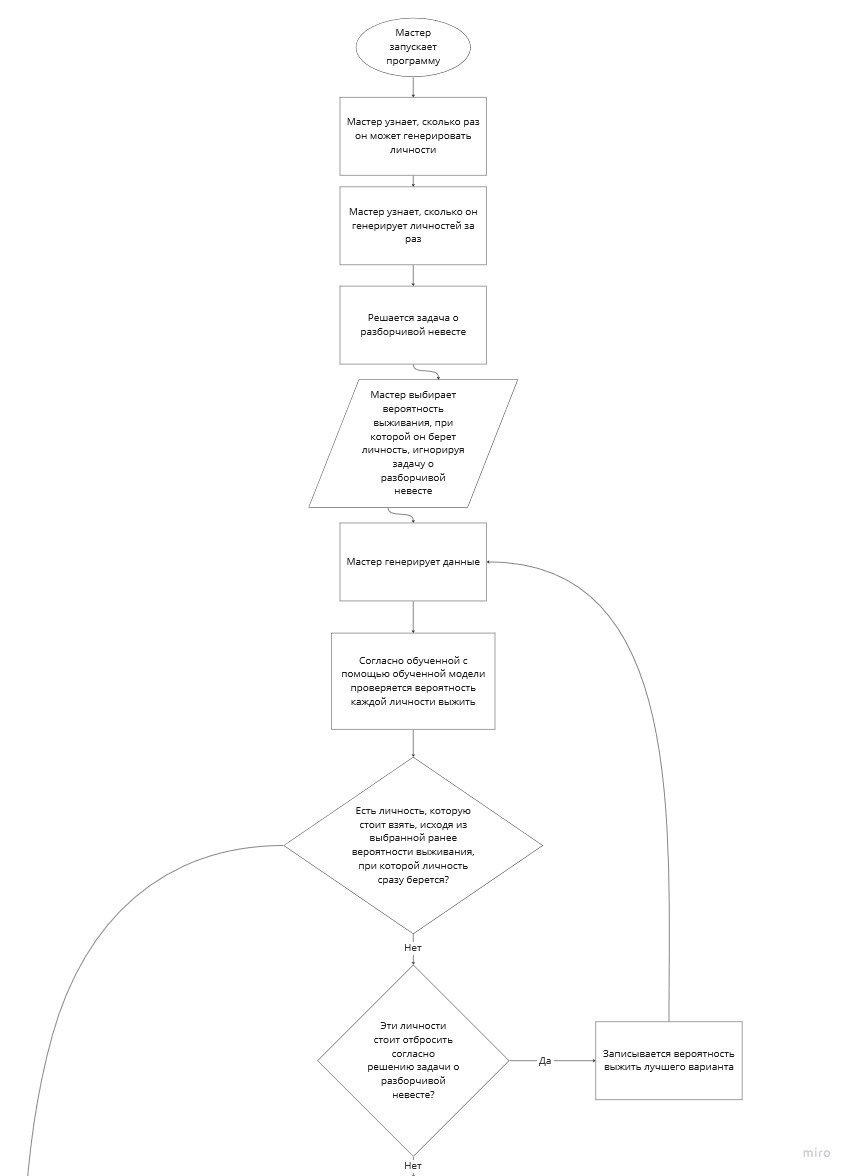 Мастер
запускает
программу
Мастер узнает, сколько раз
он может генерировать
личности
Мастер узнает, сколько он
генерирует личностей за
раз
Решается задача о
разборчивой невесте
Мастер выбирает
вероятность
выживания, при
которой он берет
личность, игнорируя
задачу о
разборчивой
невесте
Мастер генерирует данные
Согласно обученной с
помощью обученной модели
проверяется вероятность
каждой личности выжить
Есть личность, которую
стоит взять, исходя из
выбранной ранее
вероятности выживания,
при которой личность
сразу берется?
Нет
Эти личности
стоит отбросить
согласно
решению задачи о
разборчивой
невесте?
Да
Записывается вероятность
выжить лучшего варианта
Нет
miro